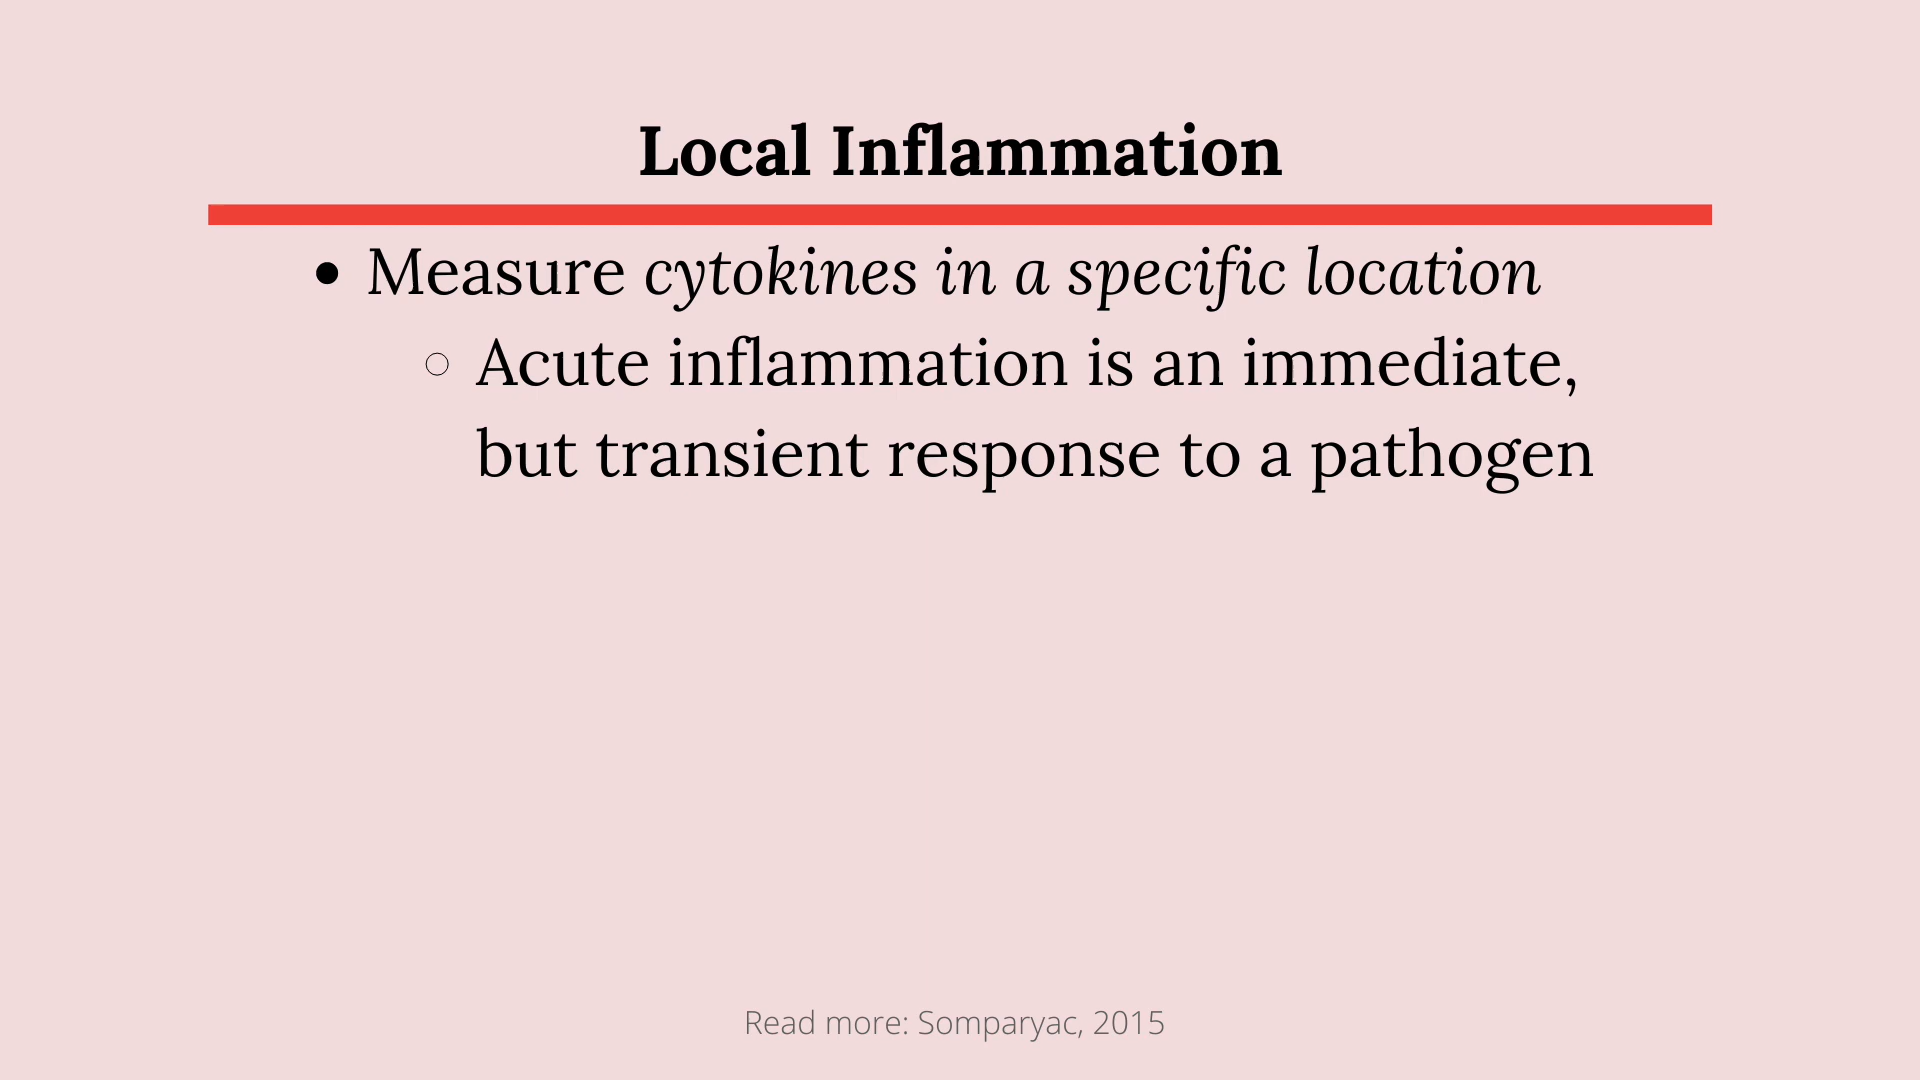 Local Inflammation
• Measure cytokines in a specific location
○ Acute inflammation is an immediate,
but transient response to a pathogen
Read more: Somparyac, 2015